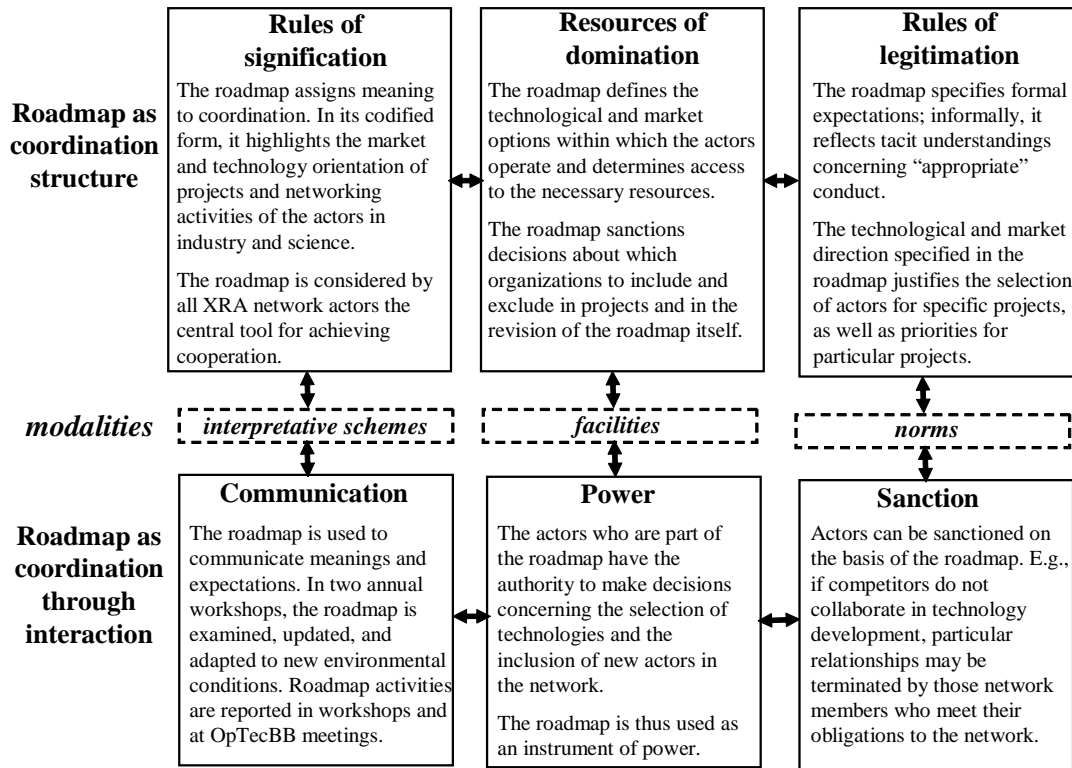 Rules of
signification
The roadmap assigns meaning
to coordination. In its codified
form, it highlights the market
and technology orientation of
projects and networking
activities of the actors in
industry and science.
The roadmap is considered by
all XRA network actors the
central tool for achieving
cooperation.
Resources of
domination
The roadmap defines the
technological and market
options within which the actors
operate and determines access
to the necessary resources.
The roadmap sanctions
decisions about which
organizations to include and
exclude in projects and in the
revision of the roadmap itself.
Rules of
legitimation
The roadmap specifies formal
expectations; informally, it
reflects tacit understandings
concerning “appropriate”
conduct.
The technological and market
direction specified in the
roadmap justifies the selection
of actors for specific projects,
as well as priorities for
particular projects.
Roadmap as
coordination
structure
modalities
interpretative schemes
facilities
norms
Roadmap as
coordination
through
interaction
Communication
The roadmap is used to
communicate meanings and
expectations. In two annual
workshops, the roadmap is
examined, updated, and
adapted to new environmental
conditions. Roadmap activities
are reported in workshops and
at OpTecBB meetings.
Power
The actors who are part of
the roadmap have the
authority to make decisions
concerning the selection of
technologies and the
inclusion of new actors in
the network.
The roadmap is thus used as
an instrument of power.
Sanction
Actors can be sanctioned on
the basis of the roadmap. E.g.,
if competitors do not
collaborate in technology
development, particular
relationships may be
terminated by those network
members who meet their
obligations to the network.